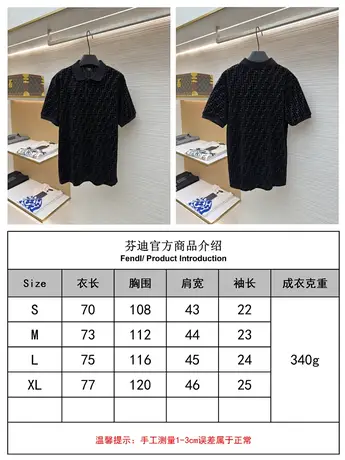 芬迪官方商品介绍
Fendl/ Product Introduction
Size 衣长 胸围 肩宽 袖长 成衣克重
S 70 108 43 22
M 73 112 44 23
L 75 116 45 24
XL 77 120 46 25
340g
温馨提示：手工测量1-3cm误差属于正常